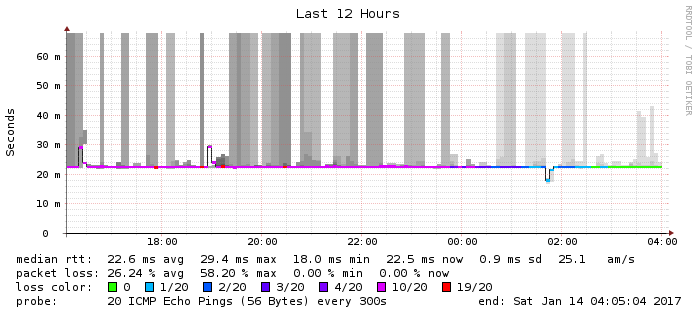 Last 12 Hours
RRDTOOL / TOBI OETIKER
Seconds
60 m
50 m
40 m
30 m
20 m
10 m
0
18:00 20:00 22:00 00:00 02:00 04:00
median rtt: 22.6 ms avg 29.4 ms max 18.0 ms min 22.5 ms now 0.9 ms sd 25.1 am/s
packet loss: 26.24 % avg 58.20 % max 0.00 % min 0.00 % now
loss color: 0 1/20 2/20 3/20 4/20 10/20 19/20
probe: 20 ICMP Echo Pings (56 Bytes) every 300s end: Sat Jan 14 04:05:04 2017